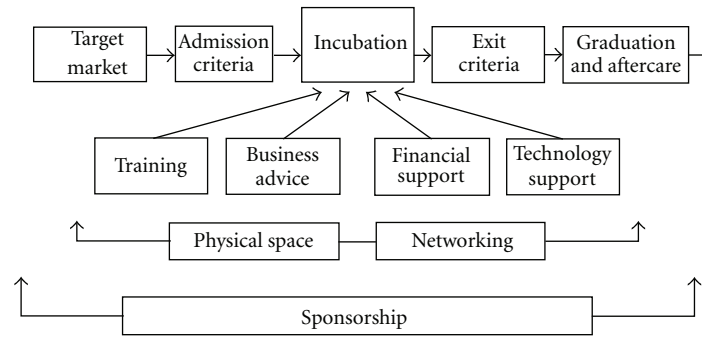 Target
market
Admission
criteria
Incubation
Exit
criteria
Graduation
and aftercare
Training
Business
advice
Financial
support
Technology
support
Physical space
Networking
Sponsorship